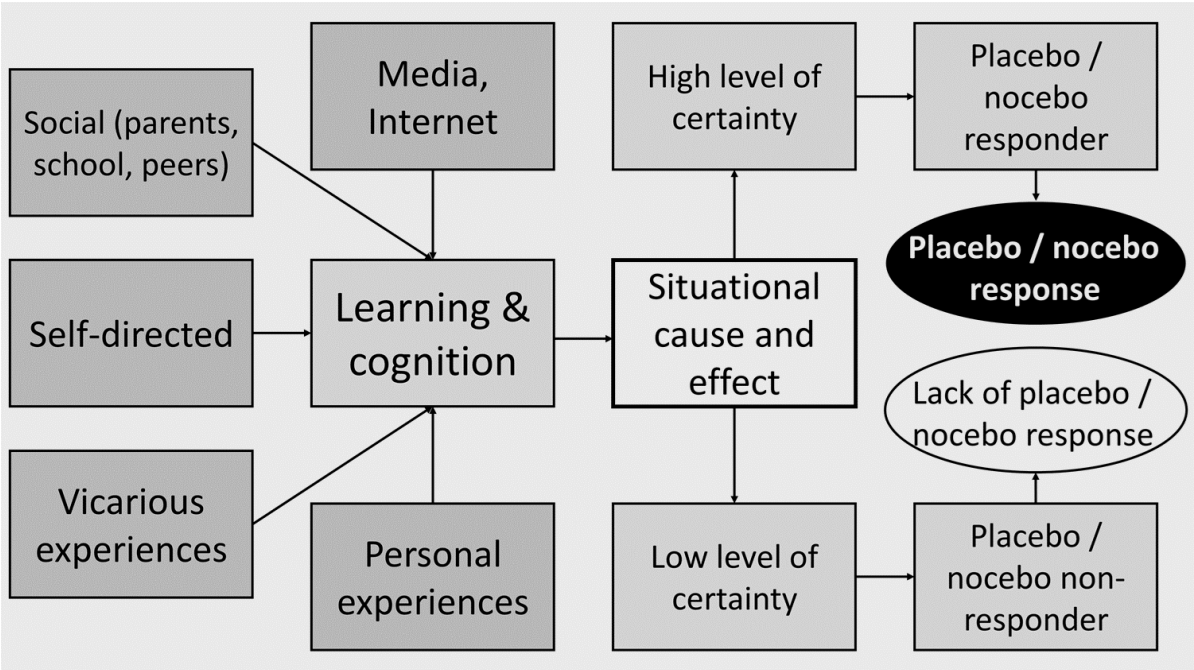 Social (parents,
school, peers)
Media,
Internet
Self-directed
Vicarious
experiences
Personal
experiences
Learning &
cognition
Situational
cause and
effect
High level of
certainty
Placebo /
nocebo
responder
Placebo / nocebo
response
Low level of
certainty
Placebo /
nocebo non-
responder
Lack of placebo /
nocebo response